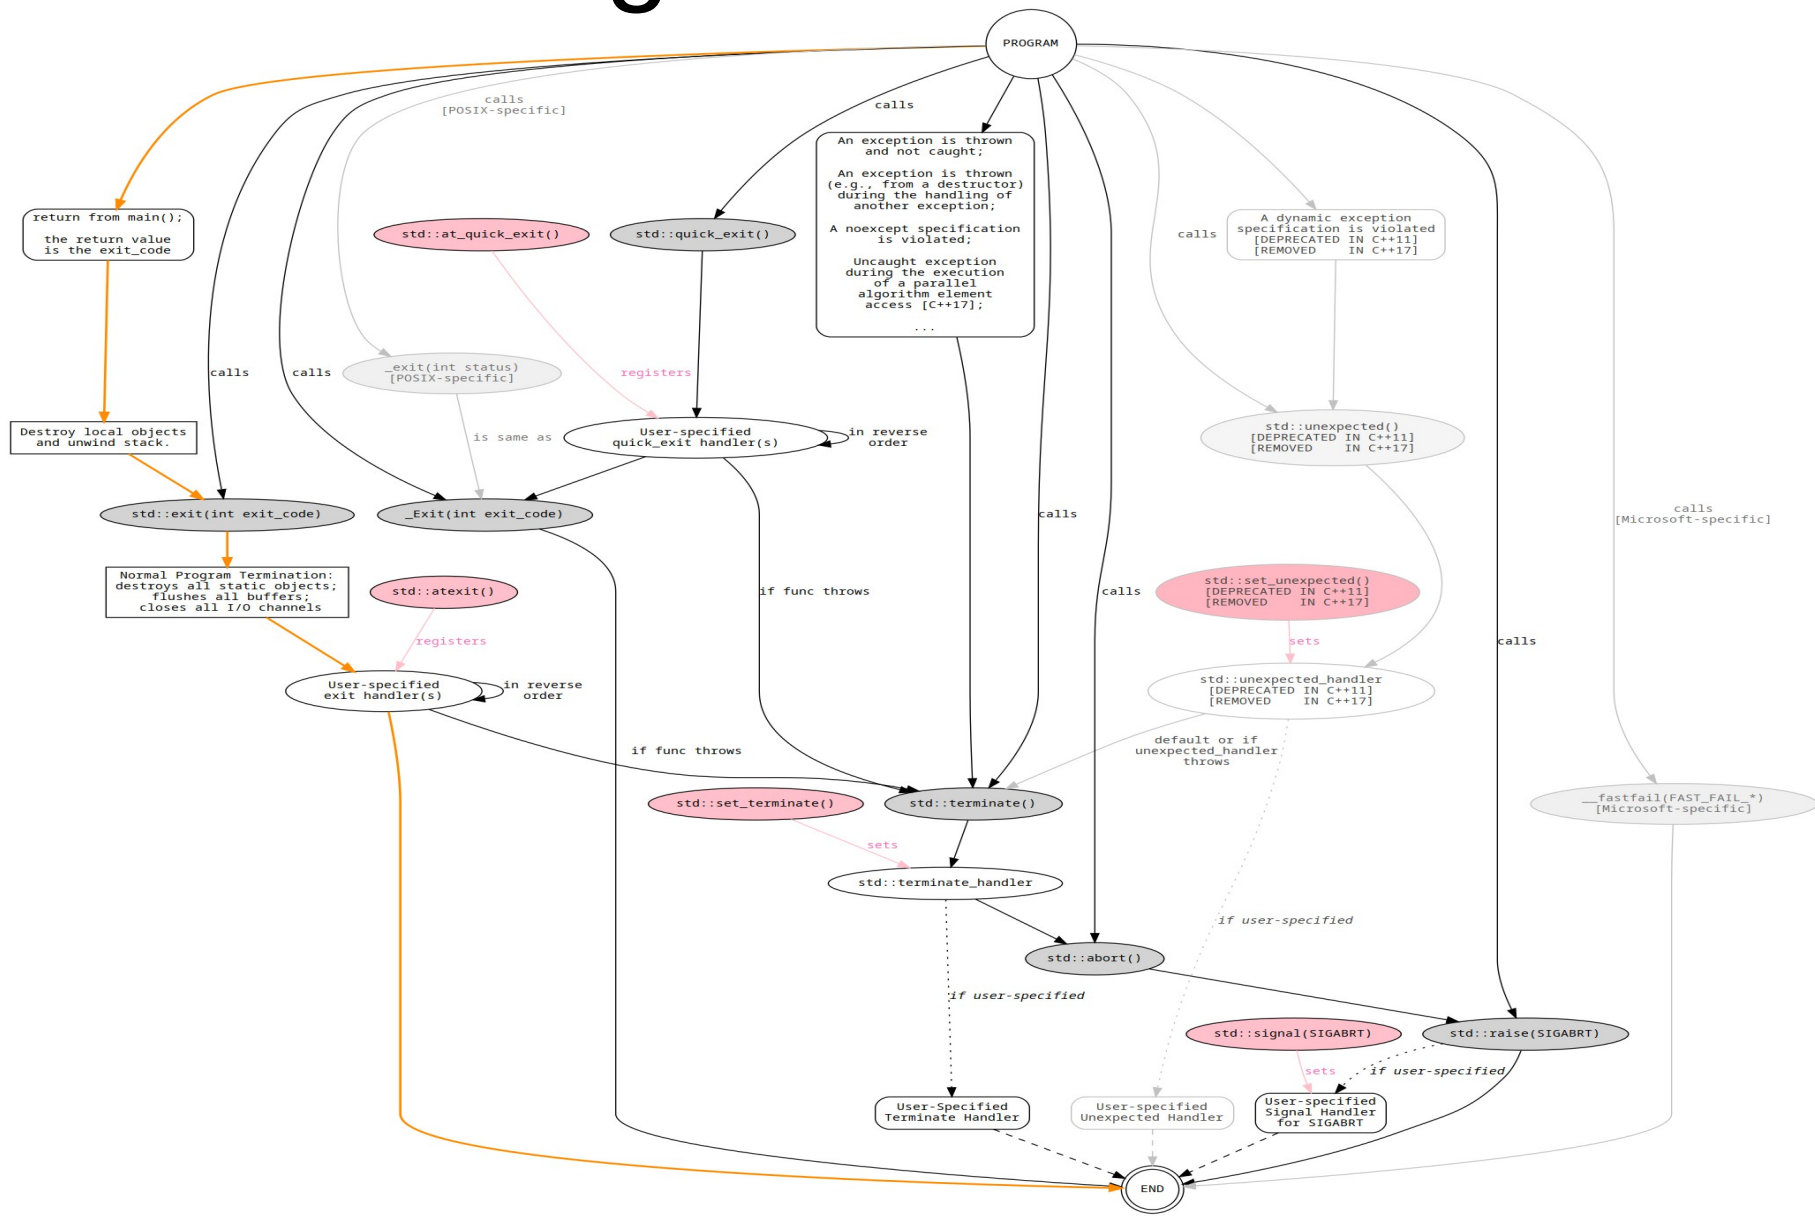 PROGRAM
calls
[POSIX-specific]
calls
An exception is thrown
and not caught;
An exception is thrown
(e.g., from a destructor)
during the handling of
another exception;
A noexcept specification
is violated;
Uncaught exception
during the execution
of a parallel
algorithm element
access [C++17];
...
return from main();
the return value
is the exit_code
std::at_quick_exit()
std::quick_exit()
calls
A dynamic exception
specification is violated
[DEPRECATED IN C++11]
[REMOVED    IN C++17]
calls
calls
_exit(int status)
[POSIX-specific]
registers
Destroy local objects
and unwind stack.
is same as
User-specified
quick_exit handler(s)
in reverse
order
std::unexpected()
[DEPRECATED IN C++11]
[REMOVED    IN C++17]
std::exit(int exit_code)
_Exit(int exit_code)
calls
calls
[Microsoft-specific]
Normal Program Termination:
destroys all static objects;
flushes all buffers;
closes all I/O channels
std::atexit()
if func throws
calls
std::set_unexpected()
[DEPRECATED IN C++11]
[REMOVED    IN C++17]
registers
sets
calls
User-specified
exit handler(s)
in reverse
order
std::unexpected_handler
[DEPRECATED IN C++11]
[REMOVED    IN C++17]
if func throws
default or if
unexpected_handler
throws
std::set_terminate()
std::terminate()
__fastfail(FAST_FAIL_*)
[Microsoft-specific]
sets
std::terminate_handler
if user-specified
std::abort()
if user-specified
std::signal(SIGABRT)
std::raise(SIGABRT)
sets
if user-specified
User-Specified
Terminate Handler
User-specified
Unexpected Handler
User-specified
Signal Handler
for SIGABRT
END